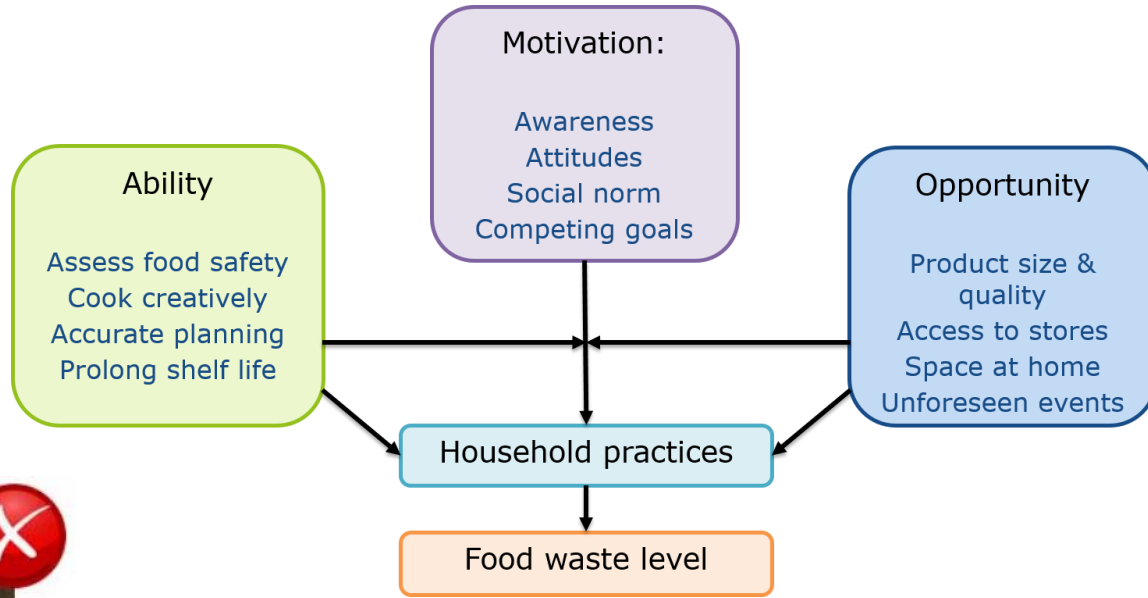 Motivation:
Awareness
Attitudes
Social norm
Competing goals
Ability
Assess food safety
Cook creatively
Accurate planning
Prolong shelf life
Opportunity
Product size &
quality
Access to stores
Space at home
Unforeseen events
Household practices
Food waste level